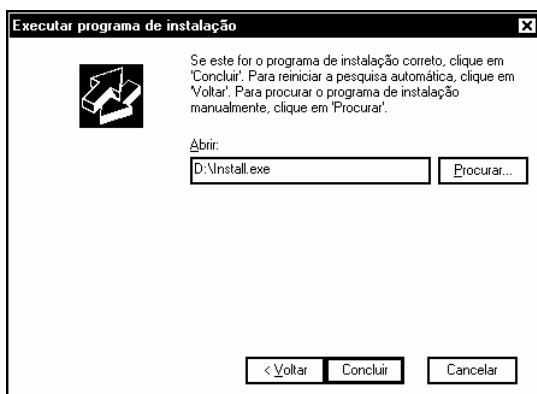 Executar programa de instalação
Se este for o programa de instalação correto, clique em
'Concluir'. Para reiniciar a pesquisa automática, clique em
'Voltar'. Para procurar o programa de instalação
manualmente, clique em 'Procurar'.
Abrir:
D:\Install.exe
Procurar...
< Voltar
Concluir
Cancelar